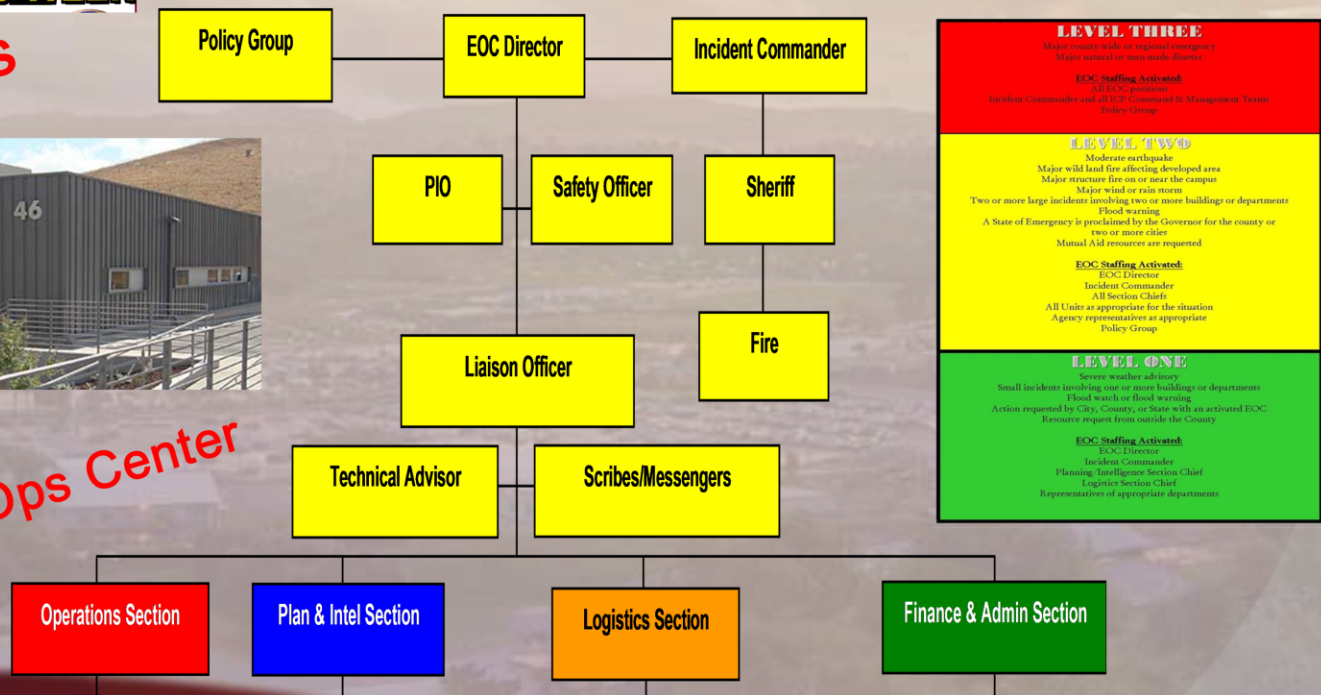 s
Policy Group
EOC Director
Incident Commander
46
PIO
Safety Officer
Sheriff
Liaison Officer
Fire
Ops Center
Technical Advisor
Scribes/Messengers
Operations Section
Plan & Intel Section
Logistics Section
Finance & Admin Section
LEVEL THREE
Major county-wide or regional emergency
Major natural or man-made disaster
EOC Staffing Activated:
All EOC positions
Incident Commander and all ICP Command & Management Teams
Policy Group
LEVEL TWO
Moderate earthquake
Major wild land fire affecting developed area
Major structure fire on or near the campus
Major wind or rain storm
Two or more large incidents involving two or more buildings or departments
Flood warning
A State of Emergency is proclaimed by the Governor for the county or
two or more cities
Mutual Aid resources are requested
EOC Staffing Activated:
EOC Director
Incident Commander
All Section Chiefs
All Units as appropriate for the situation
Agency representatives as appropriate
Policy Group
LEVEL ONE
Severe weather advisory
Small incidents involving one or more buildings or departments
Flood watch or flood warning
Action requested by City, County, or State with an activated EOC
Resource request from outside the County
EOC Staffing Activated:
EOC Director
Incident Commander
Planning/Intelligence Section Chief
Logistics Section Chief
Representatives of appropriate departments